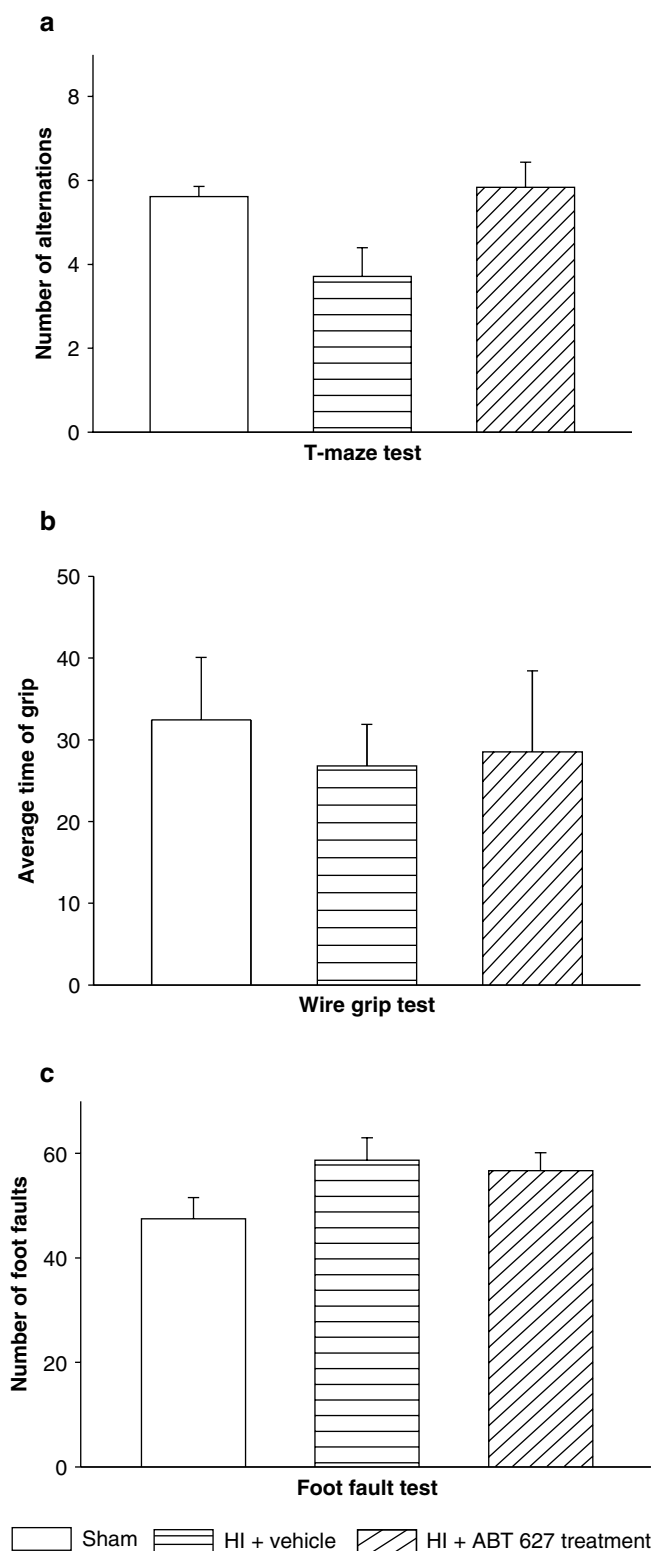 a
8
6
4
2
0
Number of alternations
T-maze test
b
50
40
30
20
10
0
Average time of grip
Wire grip test
c
60
40
20
0
Number of foot faults
Foot fault test
Sham HI + vehicle HI + ABT 627 treatment